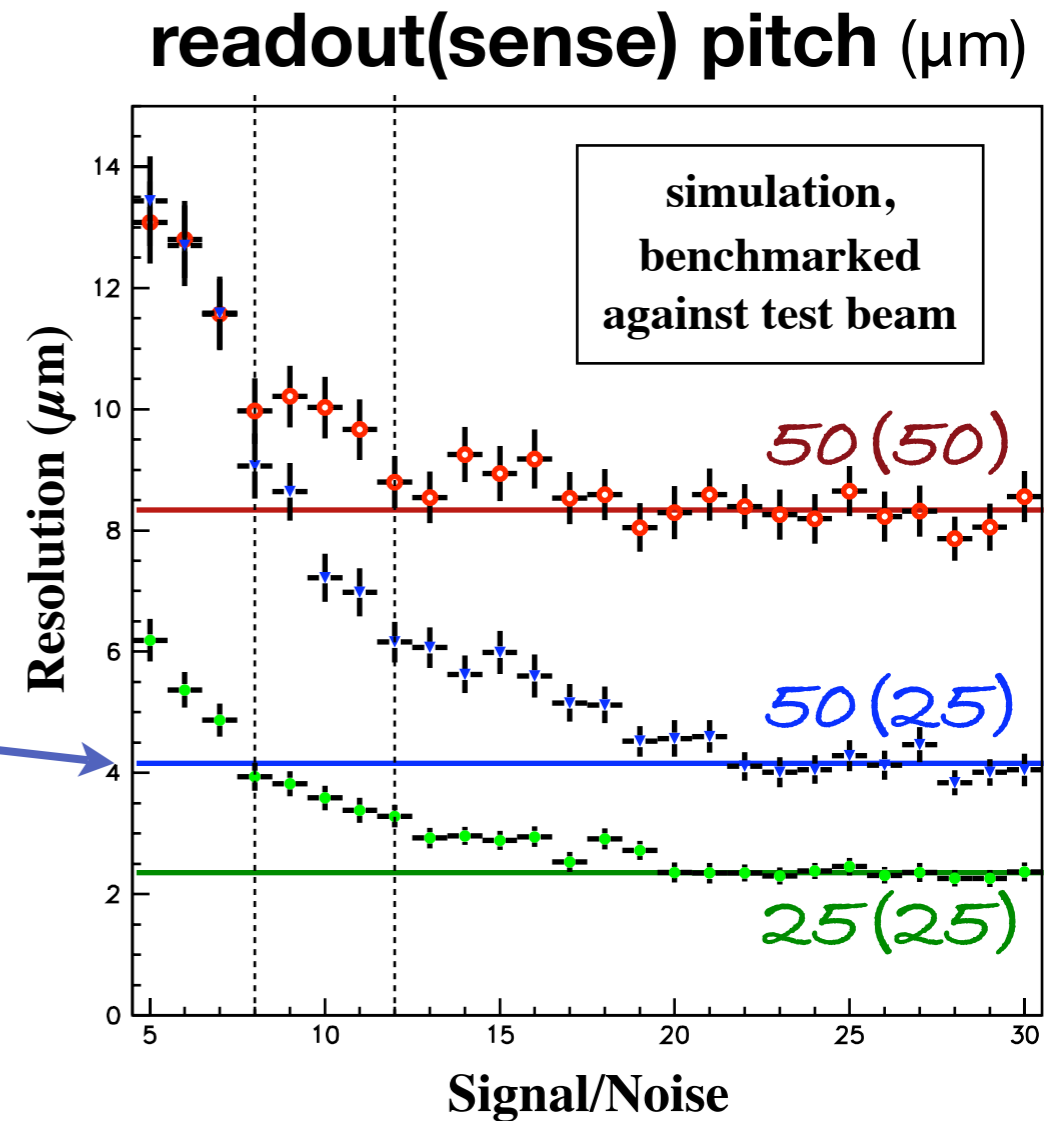 readout(sense) pitch (μm)
simulation,
benchmarked
against test beam
14
12
10
8
6
4
2
0
Resolution (μm)
50(50)
50(25)
25(25)
5
10
15
20
25
30
Signal/Noise